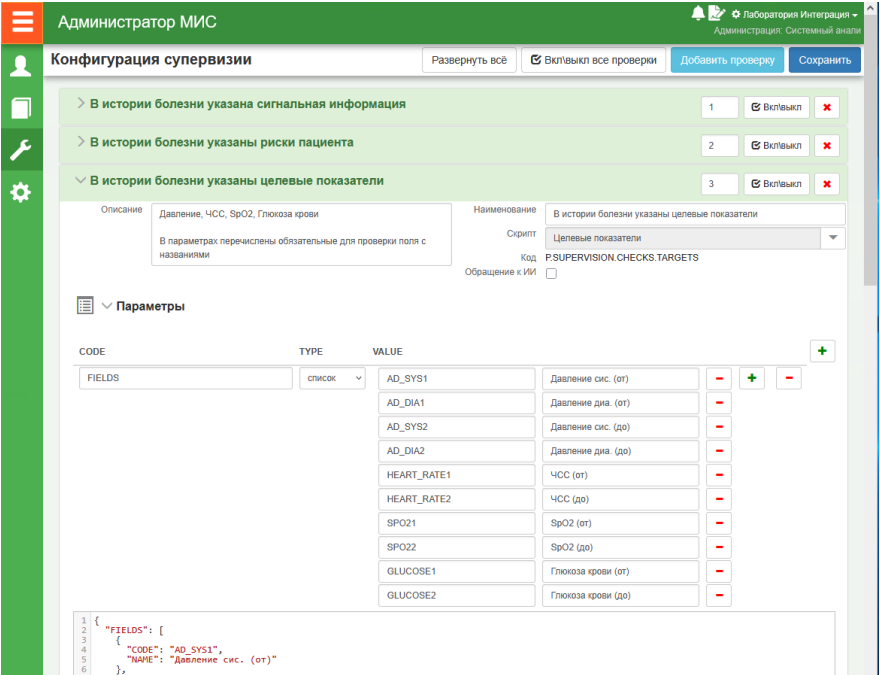 Администратор МИС
Лаборатория Интеграция
Администрация: Системный анали
Конфигурация супервизии
Развернуть всё
Вкл\выкл все проверки
Добавить проверку
Сохранить
В истории болезни указана сигнальная информация
1
Вкл\выкл
В истории болезни указаны риски пациента
2
Вкл\выкл
В истории болезни указаны целевые показатели
3
Вкл\выкл
Описание
Давление, ЧСС, SpO2, Глюкоза крови
В параметрах перечислены обязательные для проверки поля с
названиями
Наименование
В истории болезни указаны целевые показатели
Скрипт
Целевые показатели
Код
P.SUPERVISION.CHECKS.TARGETS
Обращение к ИИ
Параметры
CODE TYPE VALUE
FIELDS список AD_SYS1 Давление сис. (от)
AD_DIA1 Давление диа. (от)
AD_SYS2 Давление сис. (до)
AD_DIA2 Давление диа. (до)
HEART_RATE1 ЧСС (от)
HEART_RATE2 ЧСС (до)
SPO21 SpO2 (от)
SPO22 SpO2 (до)
GLUCOSE1 Глюкоза крови (от)
GLUCOSE2 Глюкоза крови (до)
1 {
2 "FIELDS": [
3 {
4 "CODE": "AD_SYS1",
5 "NAME": "Давление сис. (от)"
6 },